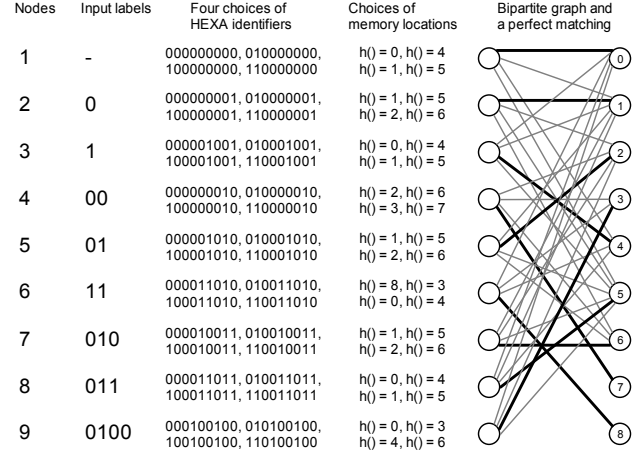 Nodes Input labels Four choices of HEXA identifiers Choices of memory locations Bipartite graph and a perfect matching
1 - 000000000, 010000000, h() = 0, h() = 4
100000000, 110000000 h() = 1, h() = 5
2 0 000000001, 010000001, h() = 1, h() = 5
100000001, 110000001 h() = 2, h() = 6
3 1 000001001, 010001001, h() = 0, h() = 4
100001001, 110001001 h() = 1, h() = 5
4 00 000000010, 010000010, h() = 2, h() = 6
100000010, 110000010 h() = 3, h() = 7
5 01 000001010, 010001010, h() = 1, h() = 5
100001010, 110001010 h() = 2, h() = 6
6 11 000011010, 010011010, h() = 8, h() = 3
100011010, 110011010 h() = 0, h() = 4
7 010 000010011, 010010011, h() = 1, h() = 5
100010011, 110010011 h() = 2, h() = 6
8 011 000011011, 010011011, h() = 0, h() = 4
100011011, 110011011 h() = 1, h() = 5
9 0100 000100100, 010100100, h() = 0, h() = 3
100100100, 110100100 h() = 4, h() = 6
0
1
2
3
4
5
6
7
8